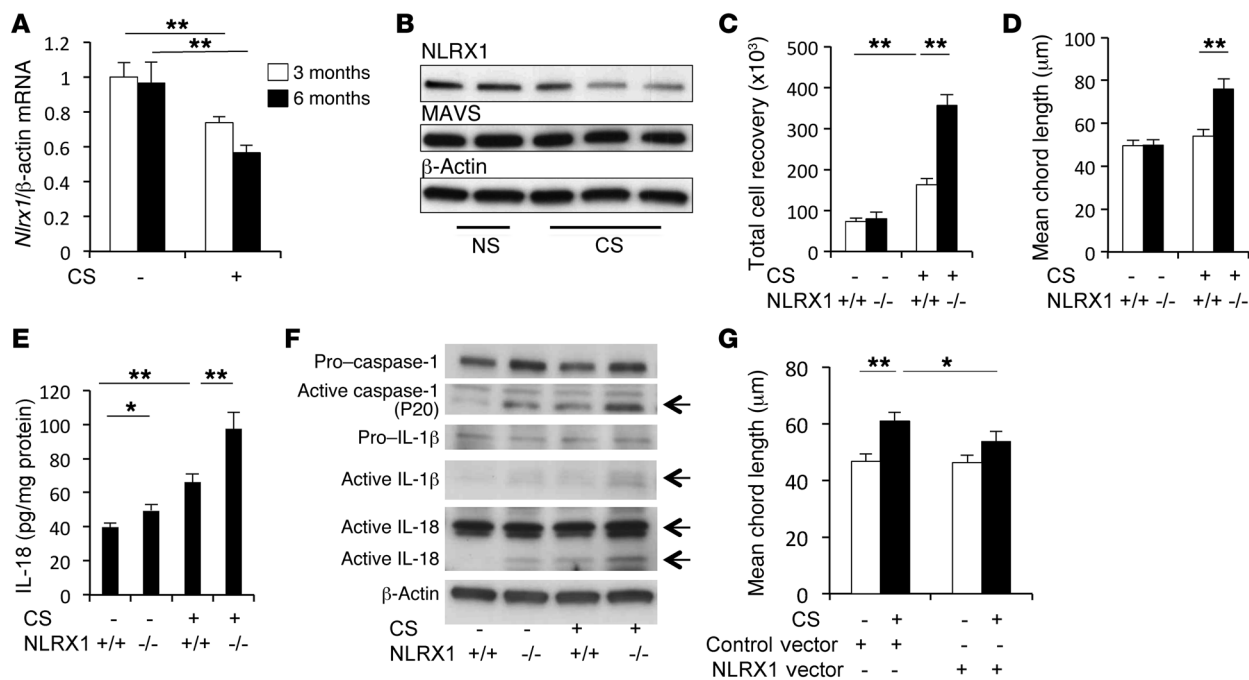 A
** 
**
1.2
1
0.8
0.6
0.4
0.2
0
Nlrx1/β-actin mRNA
3 months
6 months
CS - +
B
NLRX1
MAVS
β-Actin
NS CS
C
** **
500
400
300
200
100
0
Total cell recovery (x10³)
CS - - + +
NLRX1 +/+ -/- +/+ -/-
D
**
100
80
60
40
20
0
Mean chord length (μm)
CS - - + +
NLRX1 +/+ -/- +/+ -/-
E
** **
*
120
100
80
60
40
20
0
IL-18 (pg/mg protein)
CS - - + +
NLRX1 +/+ -/- +/+ -/-
F
Pro–caspase-1
Active caspase-1
(P20)
Pro–IL-1β
Active IL-1β
Active IL-18
Active IL-18
β-Actin
CS - - + +
NLRX1 +/+ -/- +/+ -/-
G
** *
80
60
40
20
0
Mean chord length (μm)
CS - + - +
Control vector + + - -
NLRX1 vector - - + +